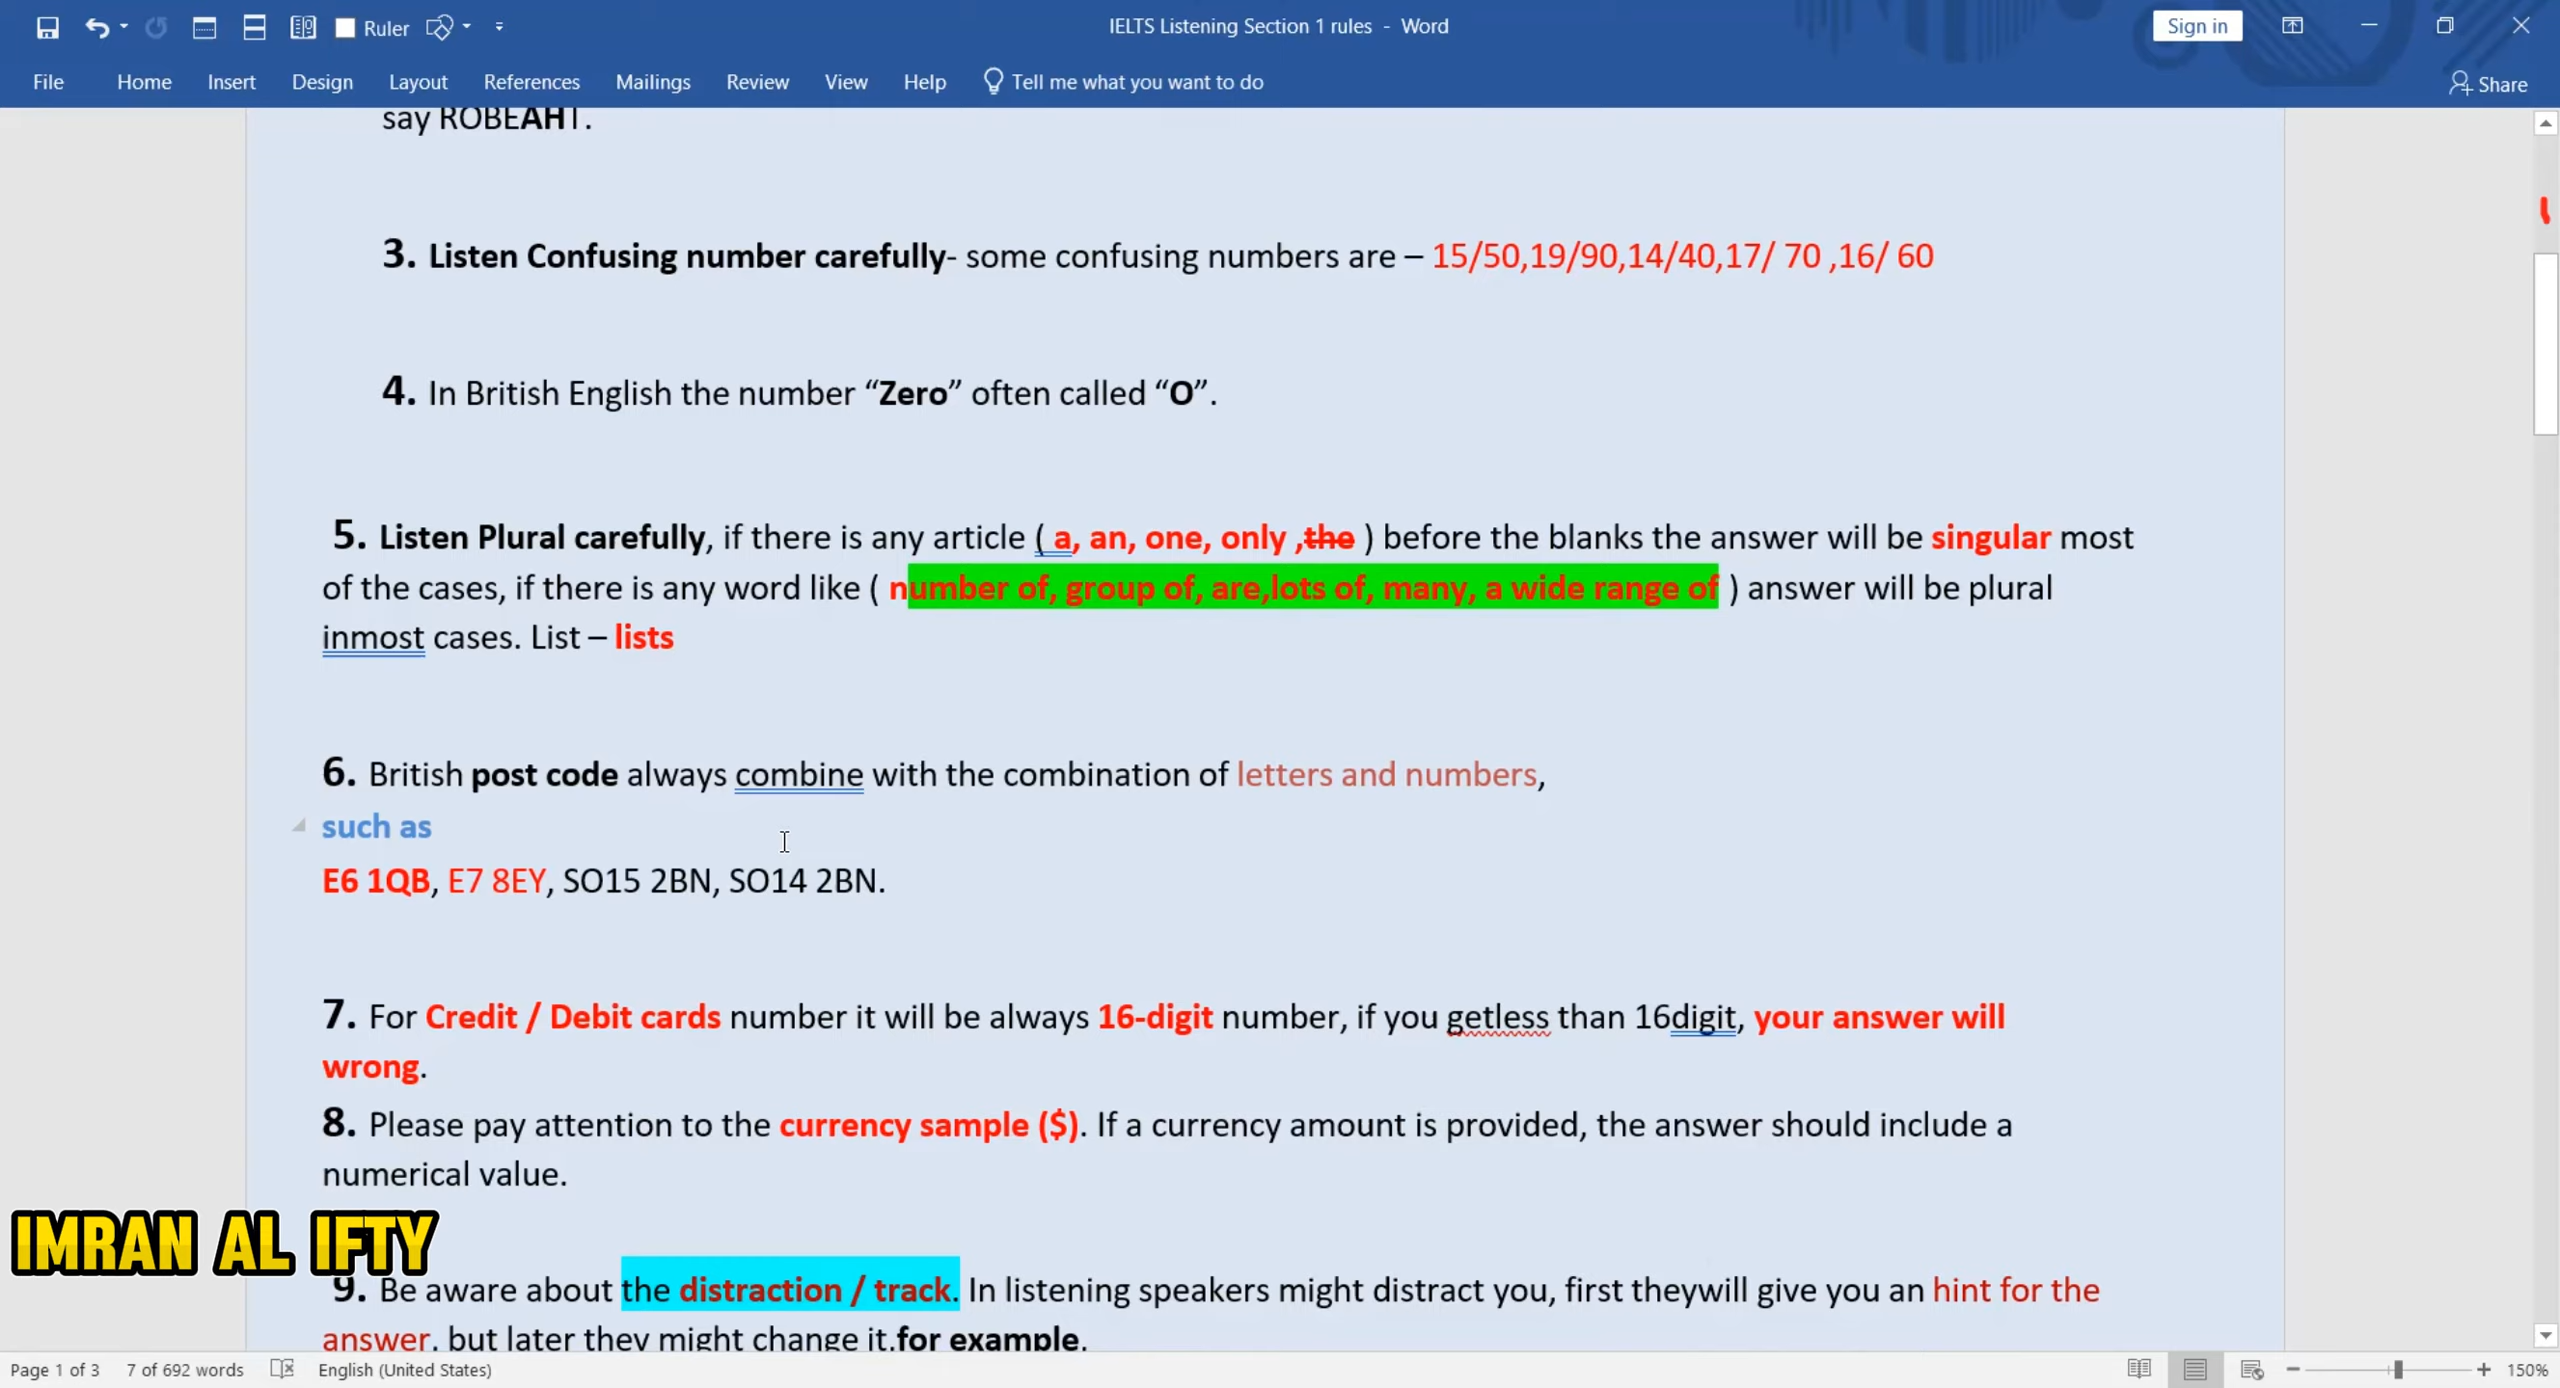 Ruler
IELTS Listening Section 1 rules - Word
Sign in
File Home Insert Design Layout References Mailings Review View Help Tell me what you want to do
Share
say ROBEAHT.
3. Listen Confusing number carefully- some confusing numbers are – 15/50,19/90,14/40,17/ 70 ,16/ 60
4. In British English the number “Zero” often called “O”.
5. Listen Plural carefully, if there is any article ( a, an, one, only ,the ) before the blanks the answer will be singular most
of the cases, if there is any word like ( number of, group of, are,lots of, many, a wide range of ) answer will be plural
inmost cases. List – lists
6. British post code always combine with the combination of letters and numbers,
such as
E6 1QB, E7 8EY, SO15 2BN, SO14 2BN.
7. For Credit / Debit cards number it will be always 16-digit number, if you getless than 16digit, your answer will
wrong.
8. Please pay attention to the currency sample ($). If a currency amount is provided, the answer should include a
numerical value.
IMRAN AL IFTY
9. Be aware about the distraction / track. In listening speakers might distract you, first theywill give you an hint for the
answer, but later they might change it.for example,
Page 1 of 3 7 of 692 words English (United States) 150%